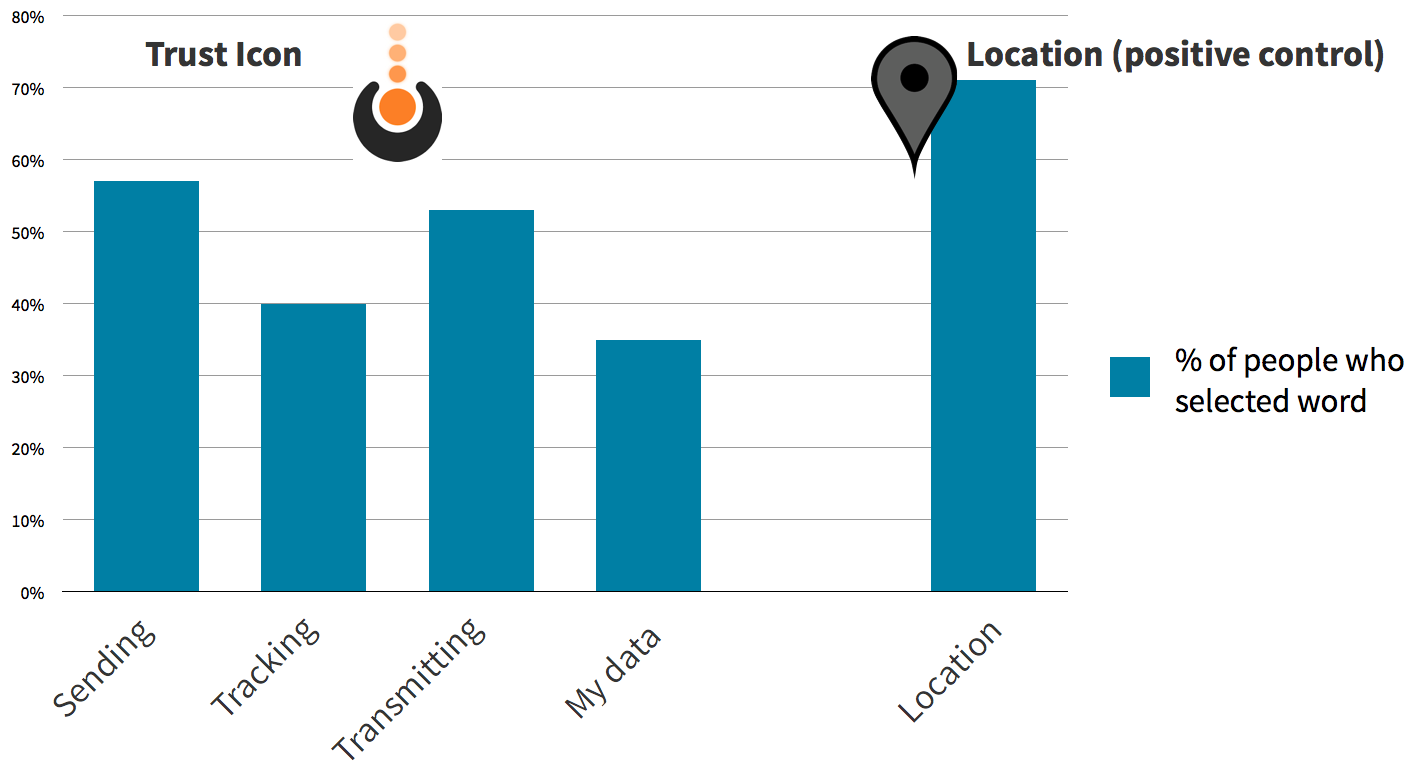 80%
Trust Icon
Location (positive control)
70%
60%
50%
40%
30%
20%
10%
0%
% of people who
selected word
Sending
Tracking
Transmitting
My data
Location